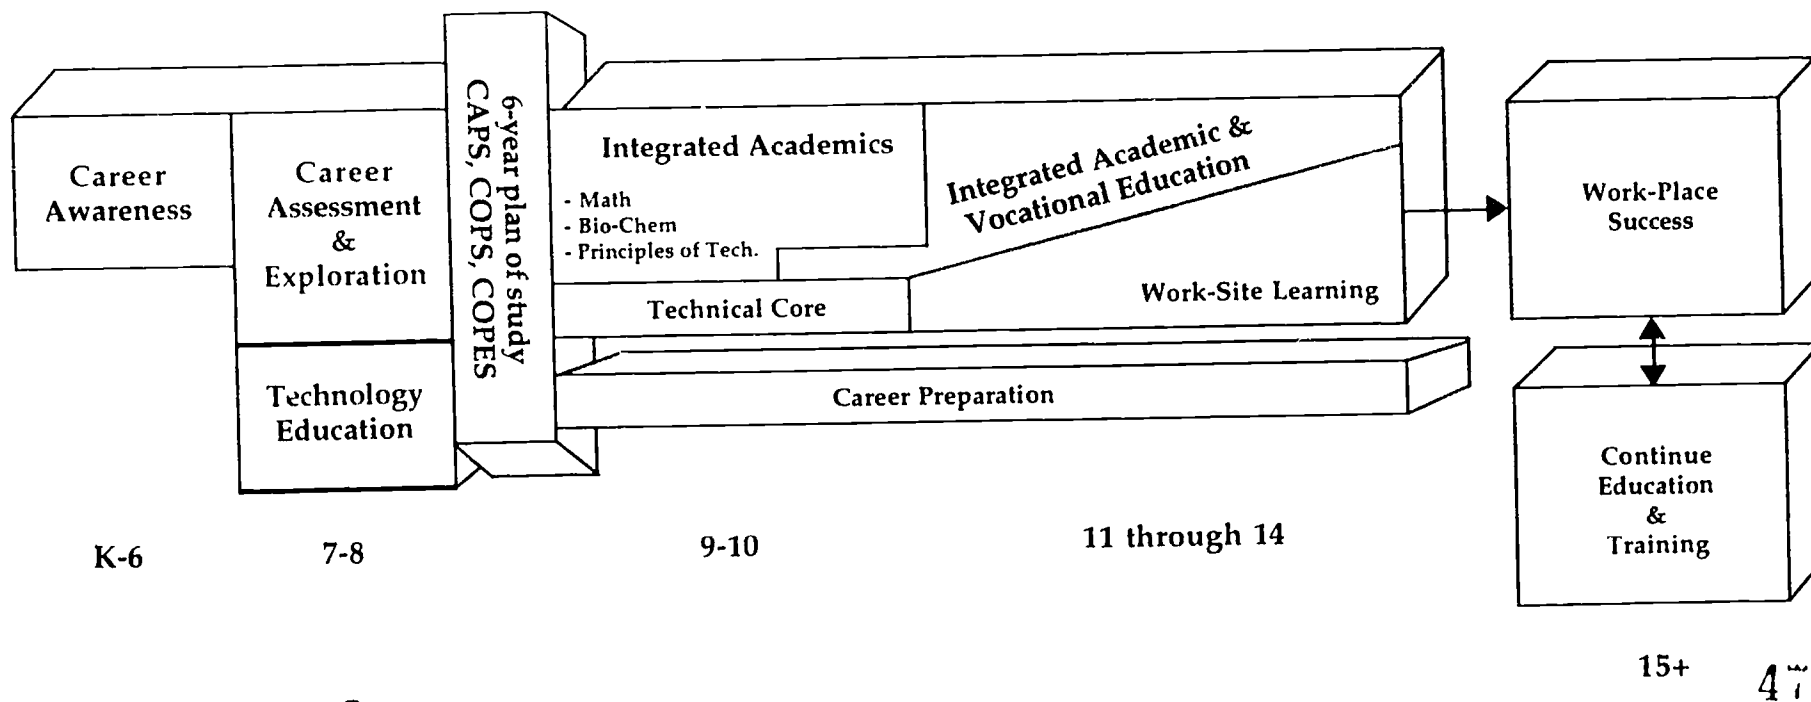 Career
Awareness
Career
Assessment
&
Exploration
Technology
Education
6-year plan of study
CAPS, COPS, COPES
Integrated Academics
- Math
- Bio-Chem
- Principles of Tech.
Technical Core
Integrated Academic &
Vocational Education
Work-Site Learning
Career Preparation
Work-Place
Success
Continue
Education
&
Training
K-6
7-8
9-10
11 through 14
15+
47